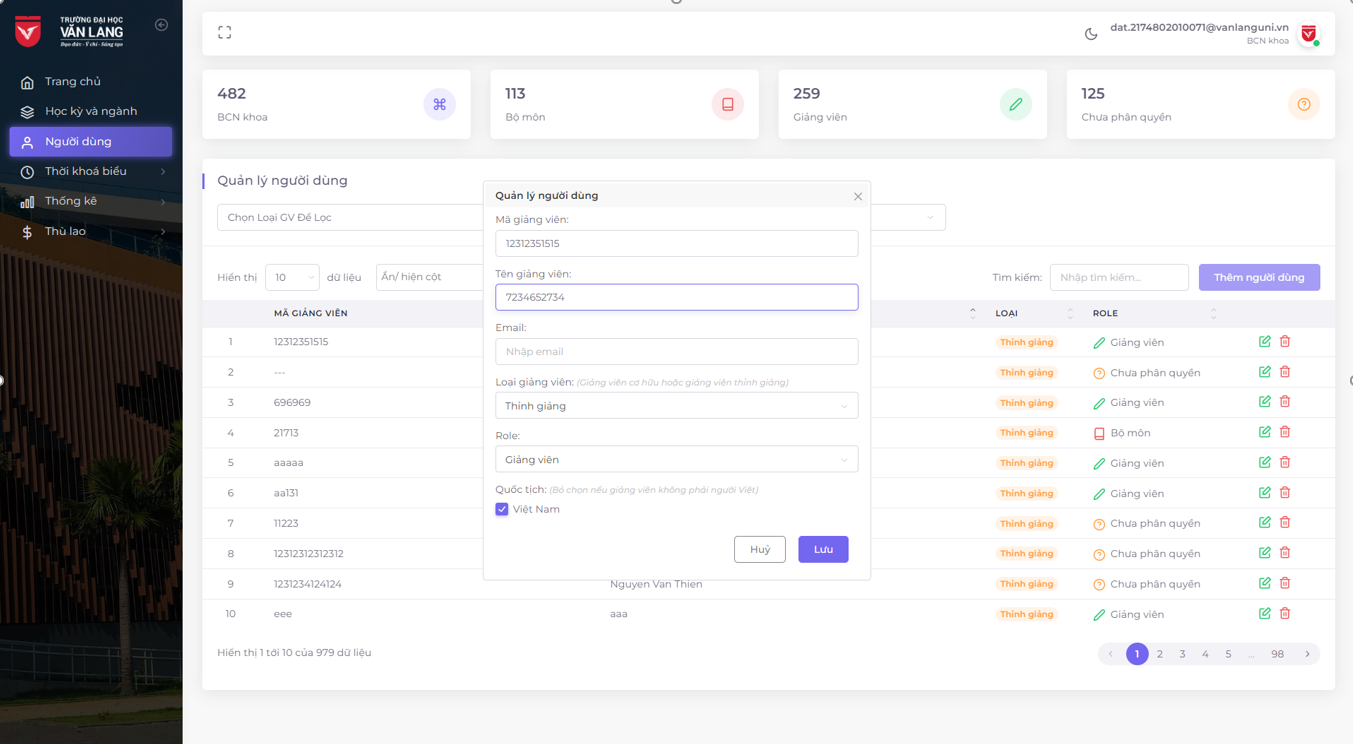 TRƯỜNG ĐẠI HỌC
VĂN LANG
Đạo đức - Ý chí - Sáng tạo
Trang chủ
Học kỳ và ngành
Người dùng
Thời khoá biểu
Thống kê
Thù lao
dat.2174802010071@vanlanguni.vn
BCN khoa
482
BCN khoa
113
Bộ môn
259
Giảng viên
125
Chưa phân quyền
Quản lý người dùng
Chọn Loại GV Để Lọc
Hiển thị 10 dữ liệu Ẩn/ hiện cột
Tìm kiếm: Nhập tìm kiếm... Thêm người dùng
MÃ GIẢNG VIÊN LOẠI ROLE
1 12312351515 Thỉnh giảng Giảng viên
2 --- Thỉnh giảng Chưa phân quyền
3 696969 Thỉnh giảng Giảng viên
4 21713 Thỉnh giảng Bộ môn
5 aaaaa Thỉnh giảng Giảng viên
6 aa131 Thỉnh giảng Giảng viên
7 11223 Thỉnh giảng Chưa phân quyền
8 12312312312312 Thỉnh giảng Chưa phân quyền
9 1231234124124 Nguyen Van Thien Thỉnh giảng Chưa phân quyền
10 eee aaa Thỉnh giảng Giảng viên
Hiển thị 1 tới 10 của 979 dữ liệu
1 2 3 4 5 ... 98
Quản lý người dùng
Mã giảng viên:
12312351515
Tên giảng viên:
7234652734
Email:
Nhập email
Loại giảng viên: (Giảng viên cơ hữu hoặc giảng viên thỉnh giảng)
Thỉnh giảng
Role:
Giảng viên
Quốc tịch: (Bỏ chọn nếu giảng viên không phải người Việt)
Việt Nam
Huỷ Lưu